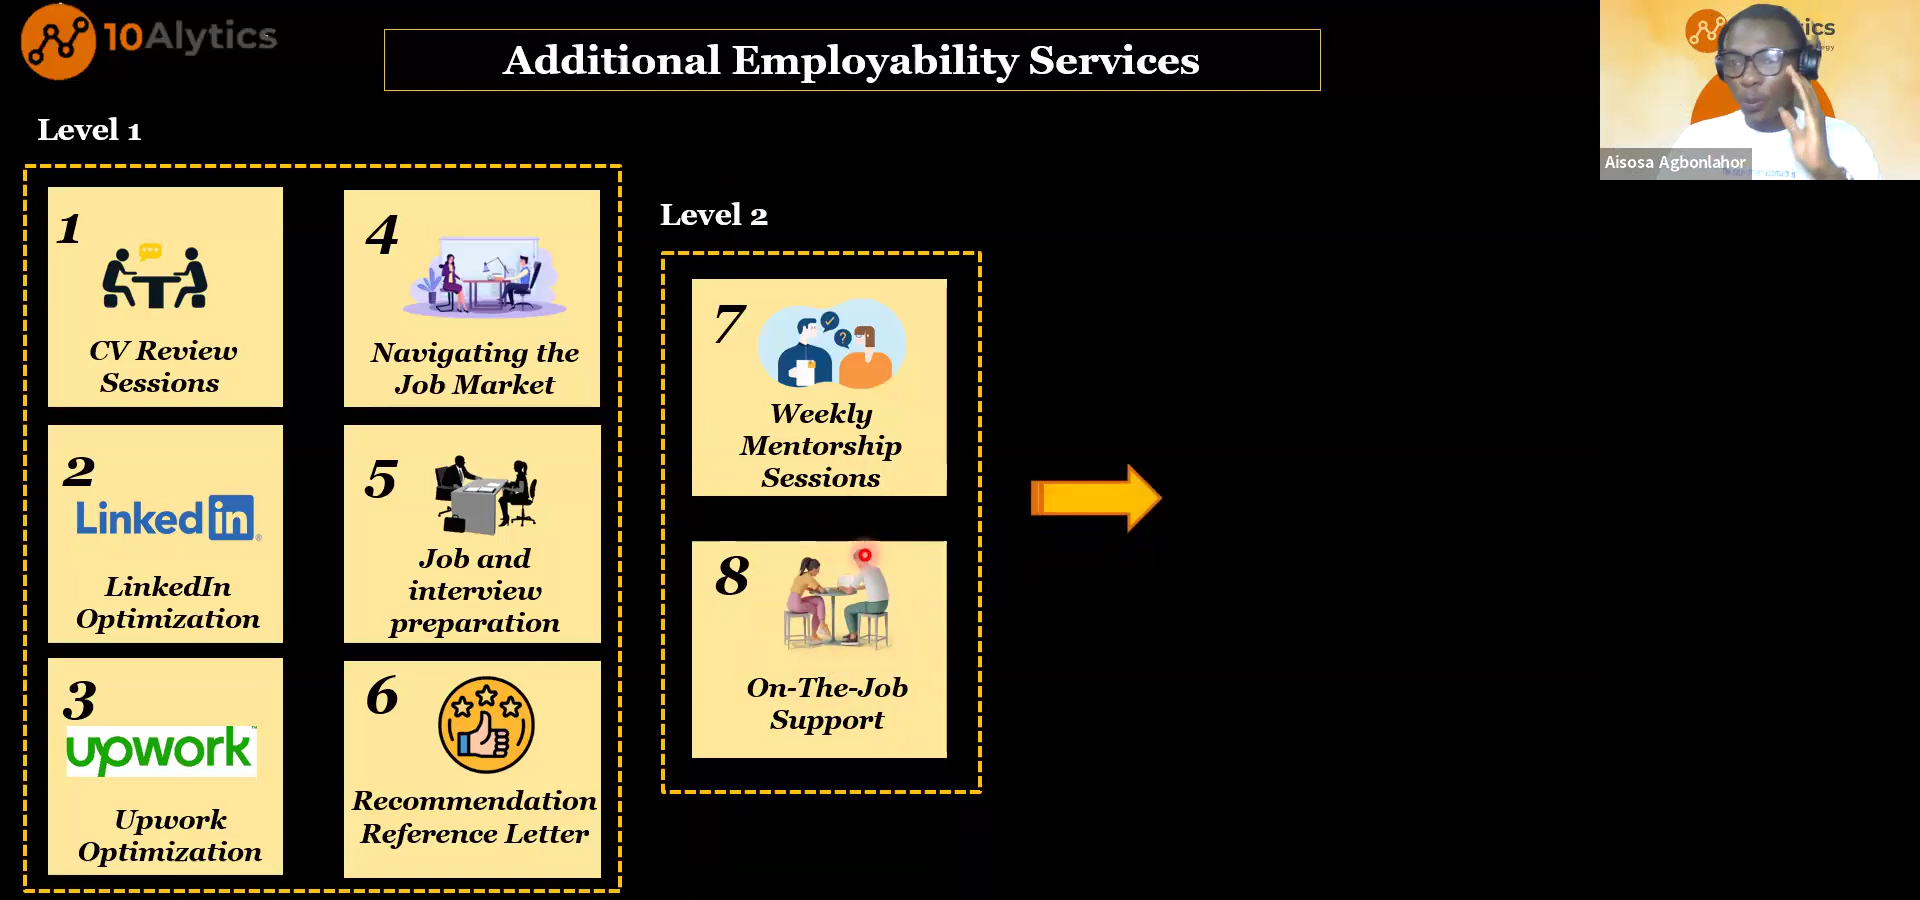 10Alytics
Additional Employability Services
Aisosa Agbonlahor
Level 1
1
CV Review
Sessions
2
LinkedIn
LinkedIn
Optimization
3
upwork
Upwork
Optimization
4
Navigating the
Job Market
5
Job and
interview
preparation
6
Recommendation
Reference Letter
Level 2
7
Weekly
Mentorship
Sessions
8
On-The-Job
Support